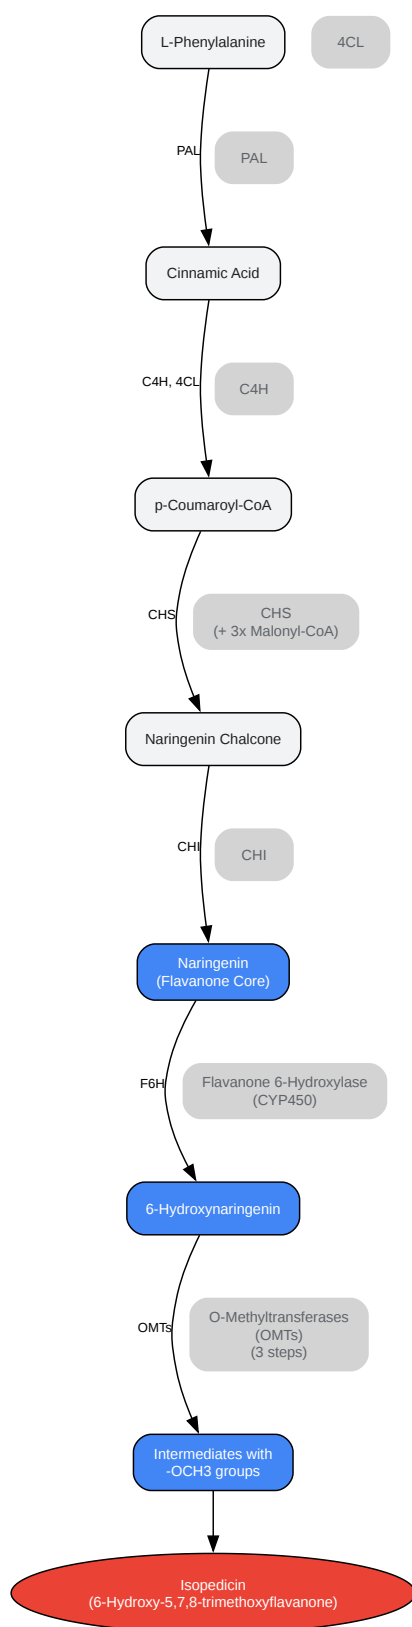 L-Phenylalanine
4CL
PAL
PAL
Cinnamic Acid
C4H, 4CL
C4H
p-Coumaroyl-CoA
CHS
CHS
(+ 3x Malonyl-CoA)
Naringenin Chalcone
CHI
CHI
Naringenin
(Flavanone Core)
F6H
Flavanone 6-Hydroxylase
(CYP450)
6-Hydroxynaringenin
OMTs
O-Methyltransferases
(OMTs)
(3 steps)
Intermediates with
-OCH3 groups
Isopedicin
(6-Hydroxy-5,7,8-trimethoxyflavanone)